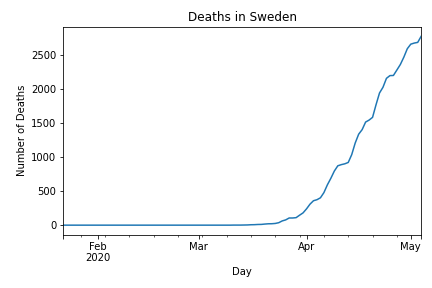 Deaths in Sweden
Number of Deaths
2500
2000
1500
1000
500
0
Feb
2020
Mar
Apr
May
Day